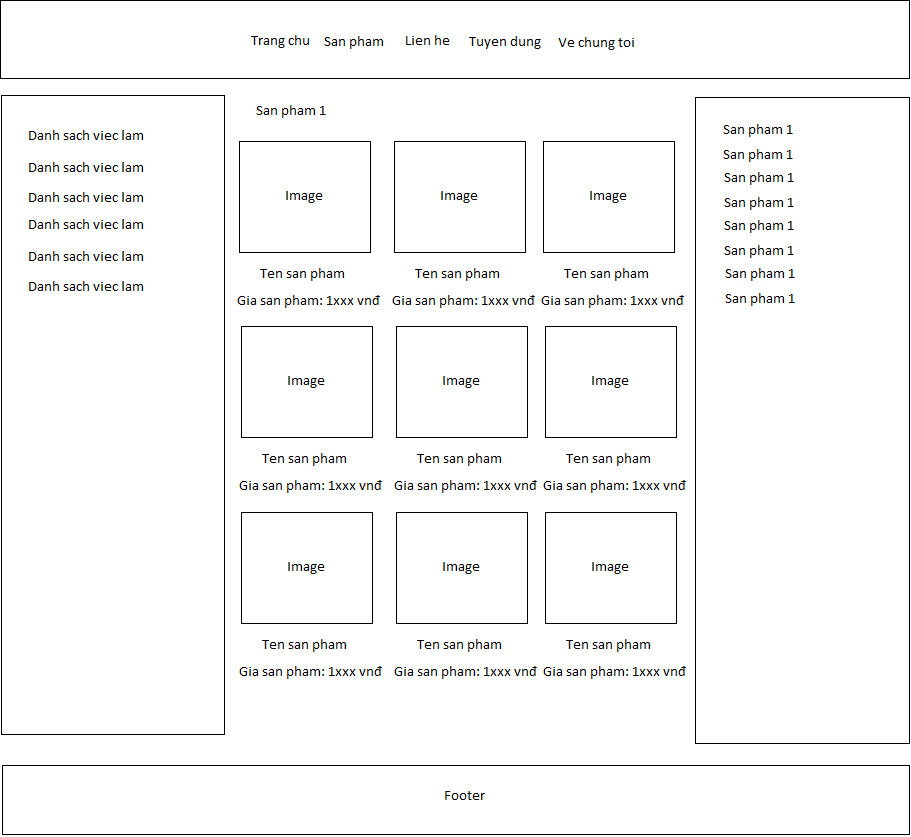 Trang chu San pham Lien he Tuyen dung Ve chung toi
Danh sach viec lam
Danh sach viec lam
Danh sach viec lam
Danh sach viec lam
Danh sach viec lam
Danh sach viec lam
San pham 1
Image Image Image
Ten san pham Ten san pham Ten san pham
Gia san pham: 1xxx vnđ Gia san pham: 1xxx vnđ Gia san pham: 1xxx vnđ
Image Image Image
Ten san pham Ten san pham Ten san pham
Gia san pham: 1xxx vnđ Gia san pham: 1xxx vnđ Gia san pham: 1xxx vnđ
Image Image Image
Ten san pham Ten san pham Ten san pham
Gia san pham: 1xxx vnđ Gia san pham: 1xxx vnđ Gia san pham: 1xxx vnđ
San pham 1
San pham 1
San pham 1
San pham 1
San pham 1
San pham 1
San pham 1
San pham 1
Footer